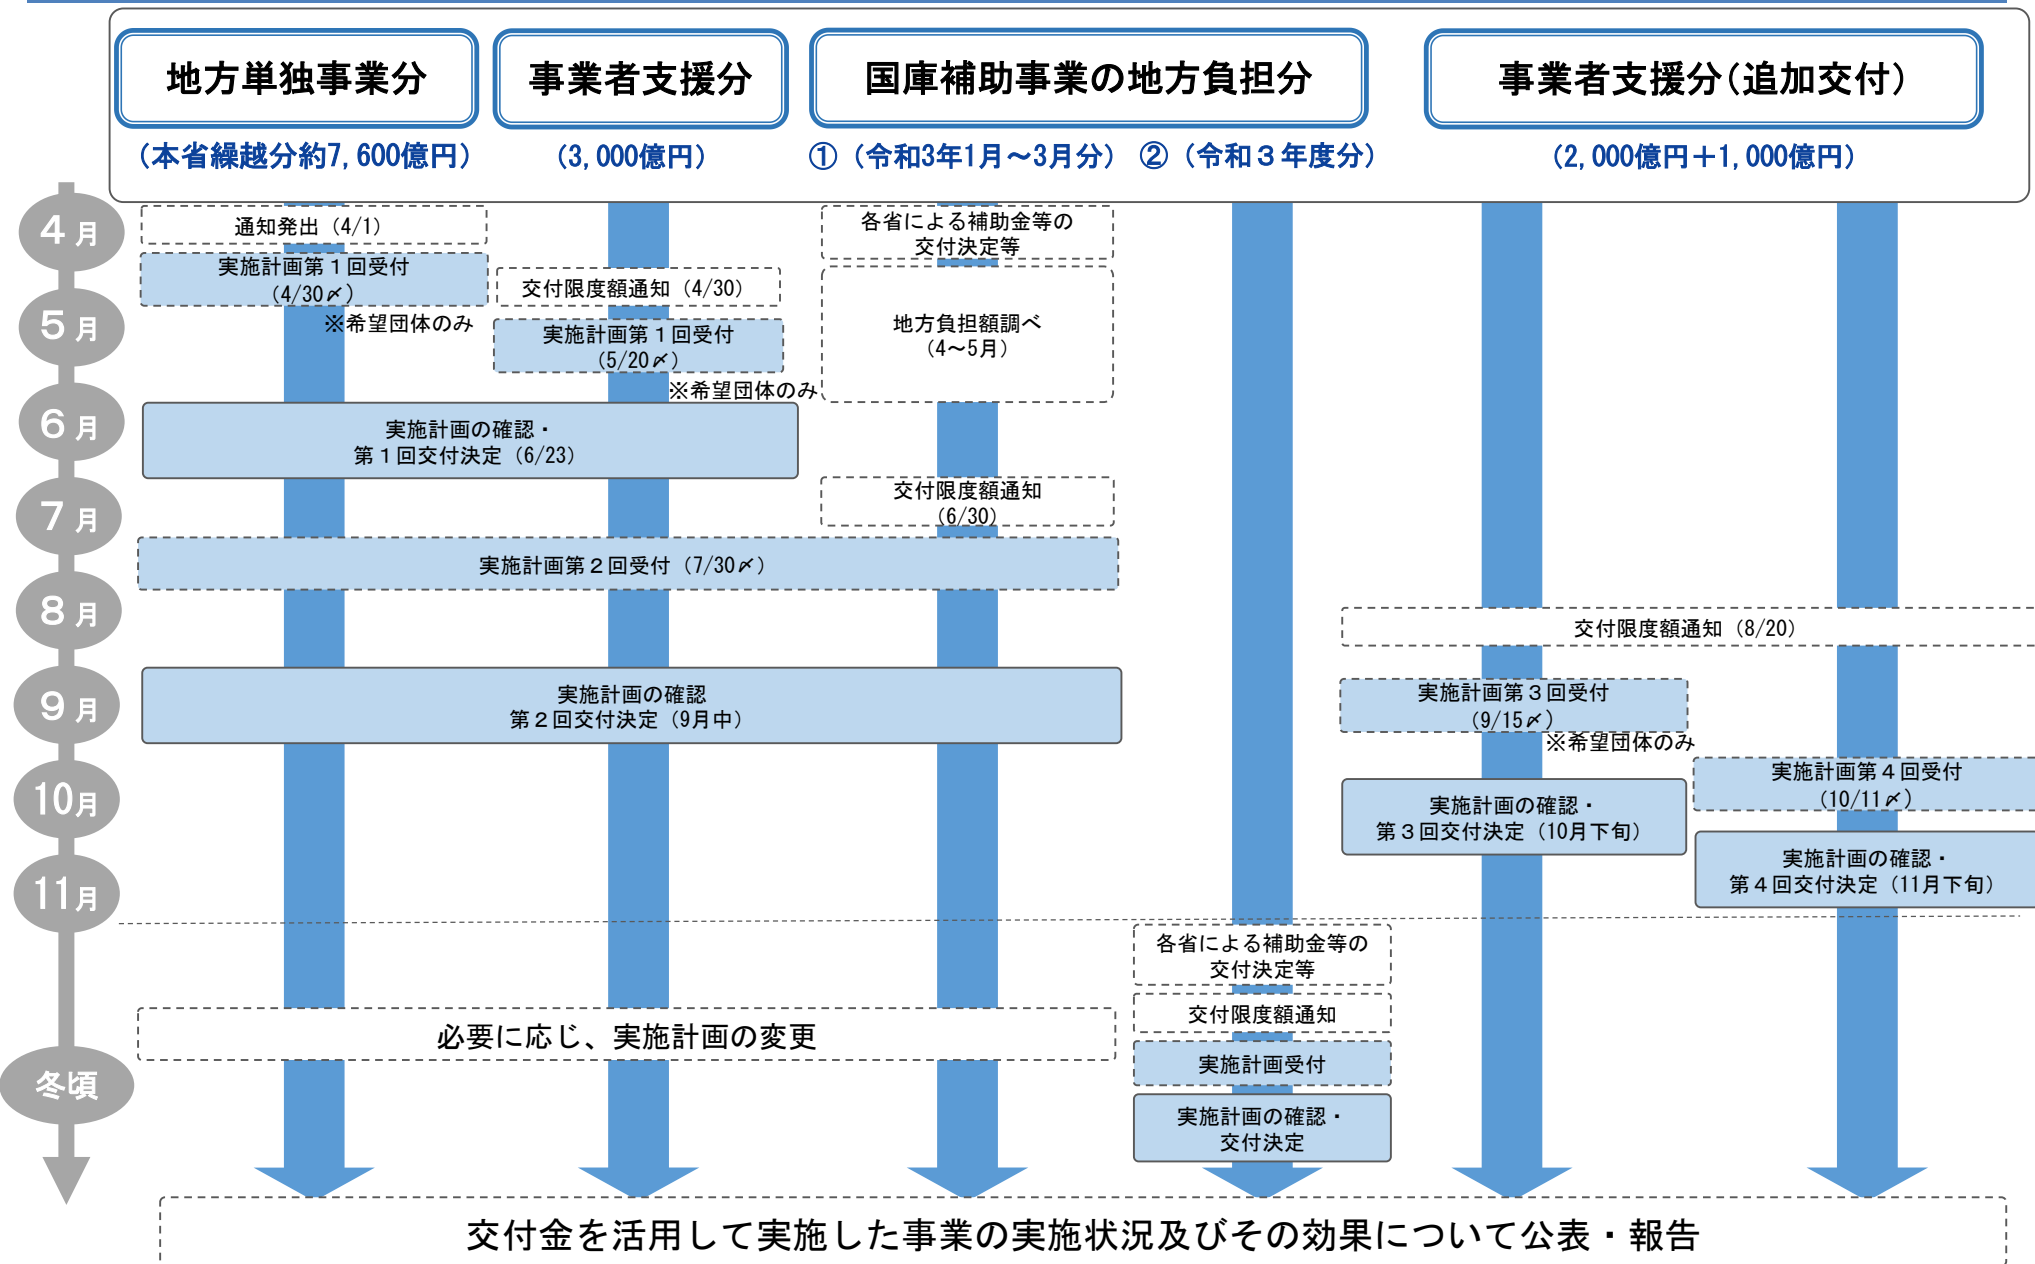 地方単独事業分
事業者支援分
国庫補助事業の地方負担分
事業者支援分（追加交付）
（本省繰越分約7,600億円）
（3,000億円）
①（令和3年1月～3月分）
②（令和３年度分）
（2,000億円＋1,000億円）
４月
５月
６月
７月
８月
９月
10月
11月
冬頃
通知発出（4/1）
実施計画第１回受付
（4/30〆）
※希望団体のみ
交付限度額通知（4/30）
実施計画第１回受付
（5/20〆）
※希望団体のみ
各省による補助金等の
交付決定等
地方負担額調べ
（4～5月）
実施計画の確認・
第１回交付決定（6/23）
交付限度額通知
（6/30）
実施計画第２回受付（7/30〆）
交付限度額通知（8/20）
実施計画の確認
第２回交付決定（9月中）
実施計画第３回受付
（9/15〆）
※希望団体のみ
実施計画第４回受付
（10/11〆）
実施計画の確認・
第３回交付決定（10月下旬）
実施計画の確認・
第４回交付決定（11月下旬）
各省による補助金等の
交付決定等
交付限度額通知
実施計画受付
実施計画の確認・
交付決定
必要に応じ、実施計画の変更
交付金を活用して実施した事業の実施状況及びその効果について公表・報告